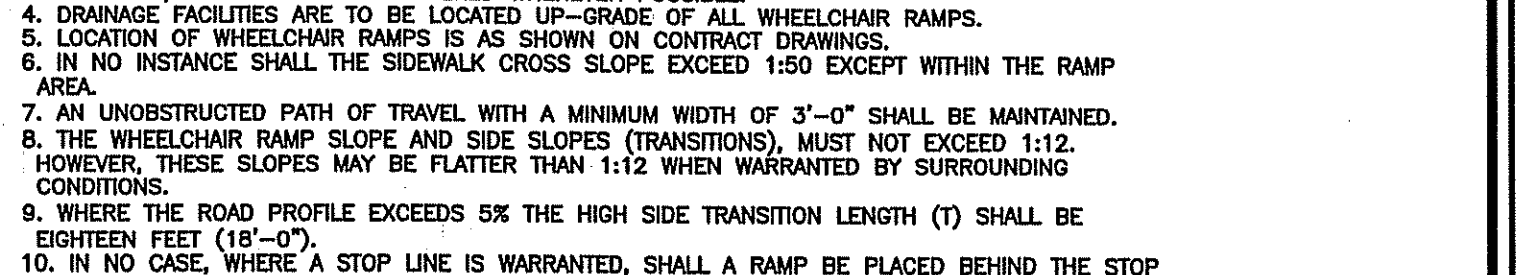 4. DRAINAGE FACILITIES ARE TO BE LOCATED UP-GRADE OF ALL WHEELCHAIR RAMPS.
5. LOCATION OF WHEELCHAIR RAMPS IS AS SHOWN ON CONTRACT DRAWINGS.
6. IN NO INSTANCE SHALL THE SIDEWALK CROSS SLOPE EXCEED 1:50 EXCEPT WITHIN THE RAMP
AREA.
7. AN UNOBSTRUCTED PATH OF TRAVEL WITH A MINIMUM WIDTH OF 3'-0" SHALL BE MAINTAINED.
8. THE WHEELCHAIR RAMP SLOPE AND SIDE SLOPES (TRANSITIONS), MUST NOT EXCEED 1:12.
HOWEVER, THESE SLOPES MAY BE FLATTER THAN 1:12 WHEN WARRANTED BY SURROUNDING
CONDITIONS.
9. WHERE THE ROAD PROFILE EXCEEDS 5% THE HIGH SIDE TRANSITION LENGTH (T) SHALL BE
EIGHTEEN FEET (18'-0").
10. IN NO CASE, WHERE A STOP LINE IS WARRANTED, SHALL A RAMP BE PLACED BEHIND THE STOP